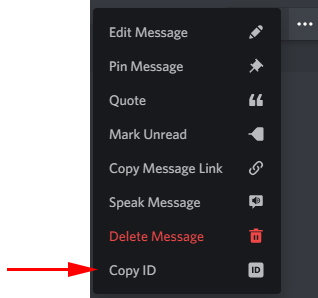 Edit Message
Pin Message
Quote
Mark Unread
Copy Message Link
Speak Message
Delete Message
Copy ID ID